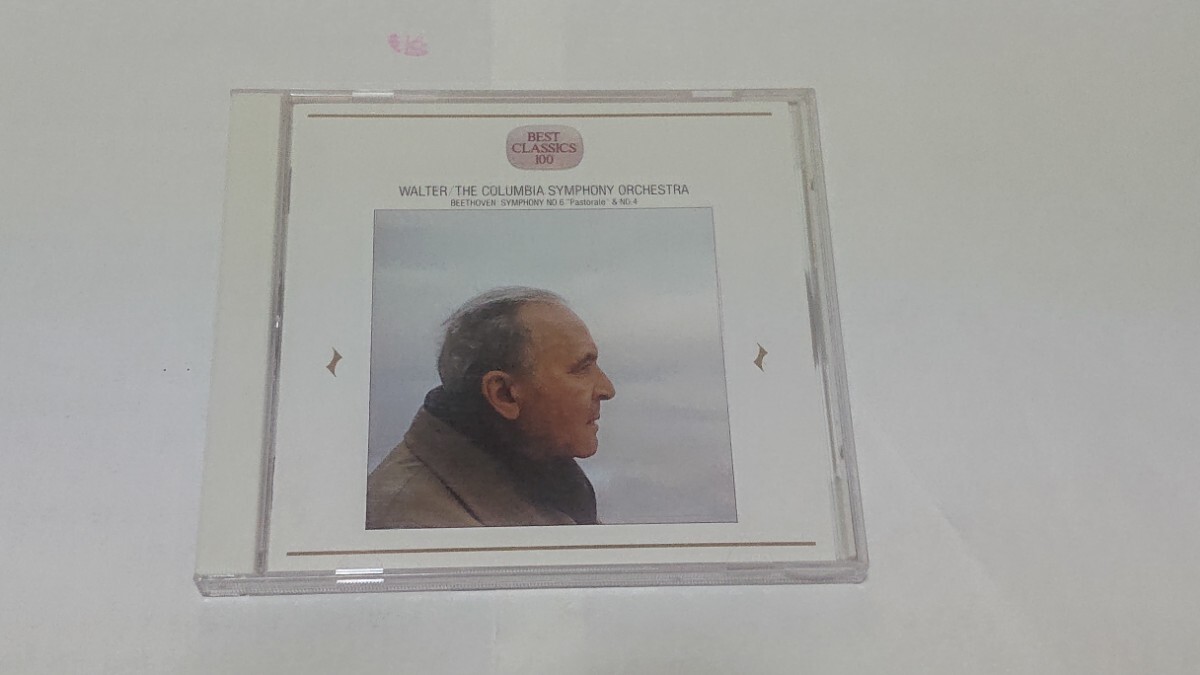 BEST
CLASSICS
100
WALTER/THE COLUMBIA SYMPHONY ORCHESTRA
BEETHOVEN: SYMPHONY NO.6 "Pastorale" & NO.4